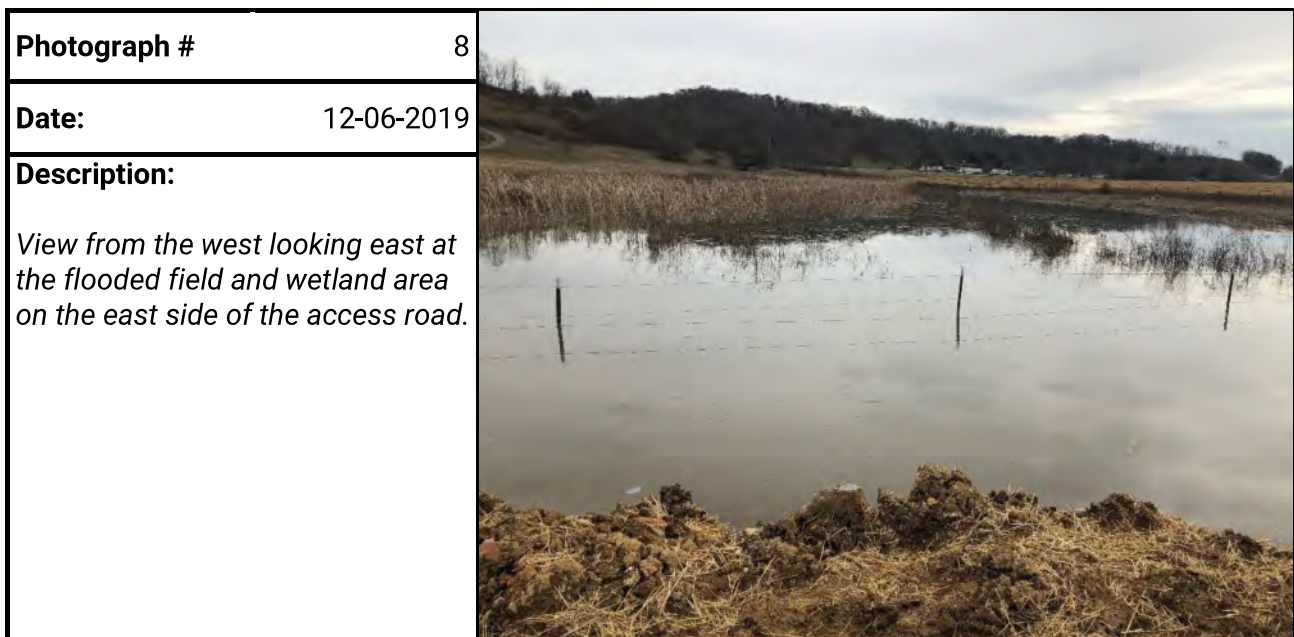 Photograph # 8
Date: 12-06-2019
Description:
View from the west looking east at
the flooded field and wetland area
on the east side of the access road.